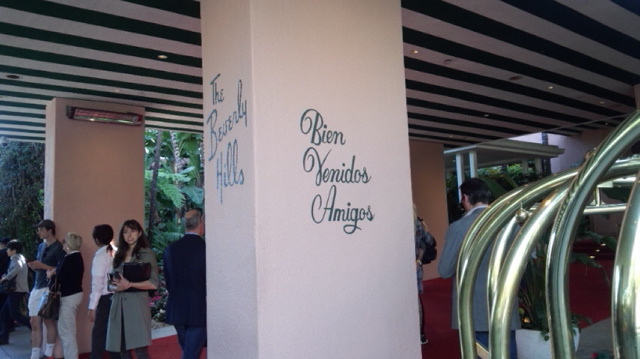 The
Beverly
Hills
Bien
Venidos
Amigos